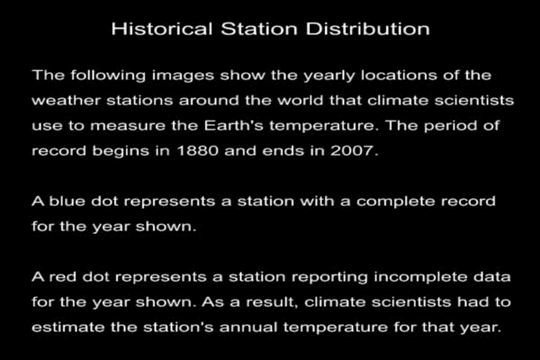 Historical Station Distribution
The following images show the yearly locations of the
weather stations around the world that climate scientists
use to measure the Earth's temperature. The period of
record begins in 1880 and ends in 2007.
A blue dot represents a station with a complete record
for the year shown.
A red dot represents a station reporting incomplete data
for the year shown. As a result, climate scientists had to
estimate the station's annual temperature for that year.